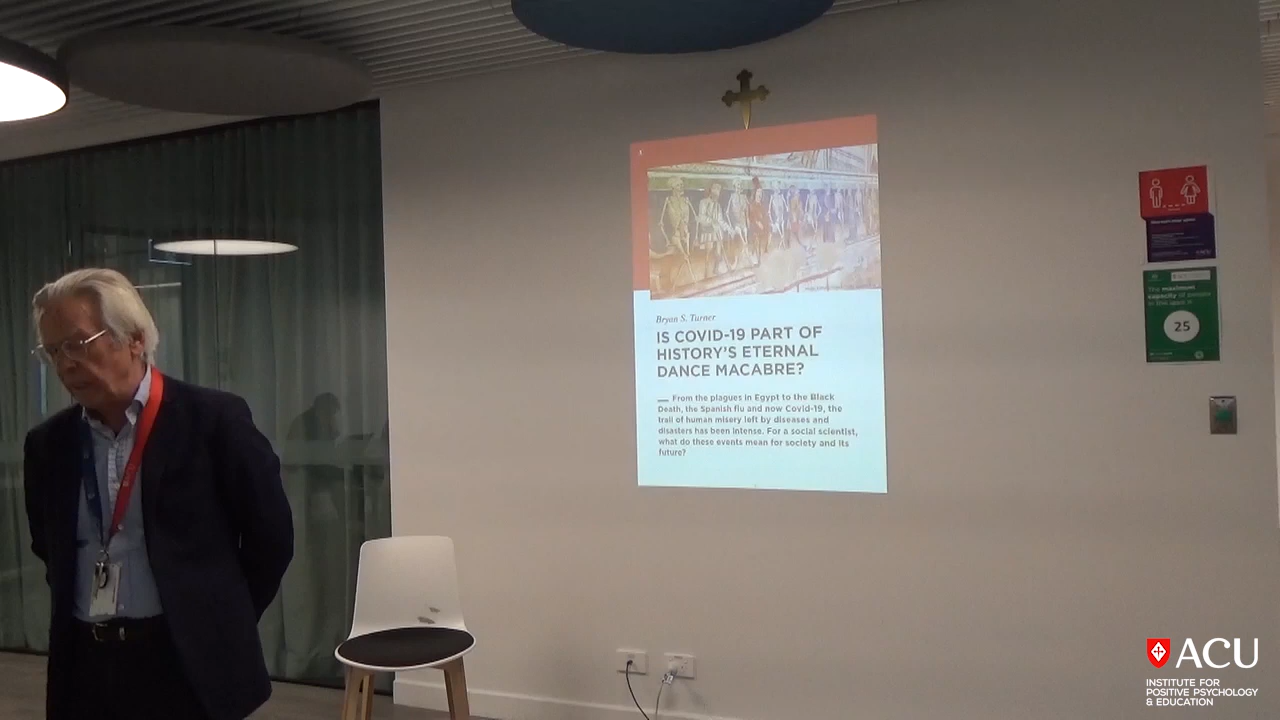 Bryan S. Turner
IS COVID-19 PART OF
HISTORY'S ETERNAL
DANCE MACABRE?
From the plagues in Egypt to the Black
Death, the Spanish flu and now Covid-19, the
trail of human misery left by diseases and
disasters has been intense. For a social scientist,
what do these events mean for society and its
future?
The maximum
capacity of people
in this area is
25
ACU
INSTITUTE FOR
POSITIVE PSYCHOLOGY
& EDUCATION